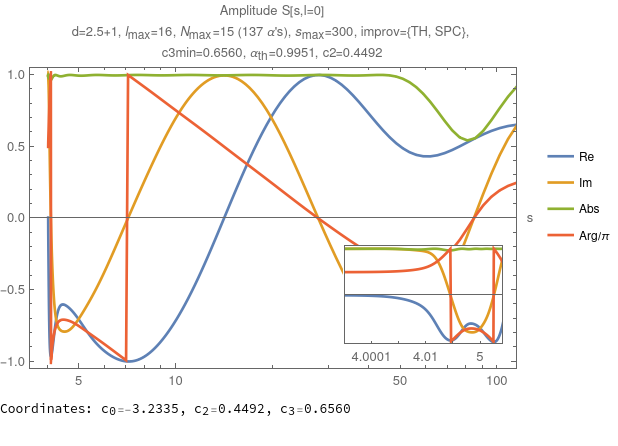 Amplitude S[s,l=0]
d=2.5+1, lmax=16, Nmax=15 (137 α's), smax=300, improv={TH, SPC},
c3min=0.6560, αth=0.9951, c2=0.4492
1.0
0.5
0.0
-0.5
-1.0
s
Re
Im
Abs
Arg/π
4.0001 4.01 5
5 10 50 100
Coordinates: c0=-3.2335, c2=0.4492, c3=0.6560